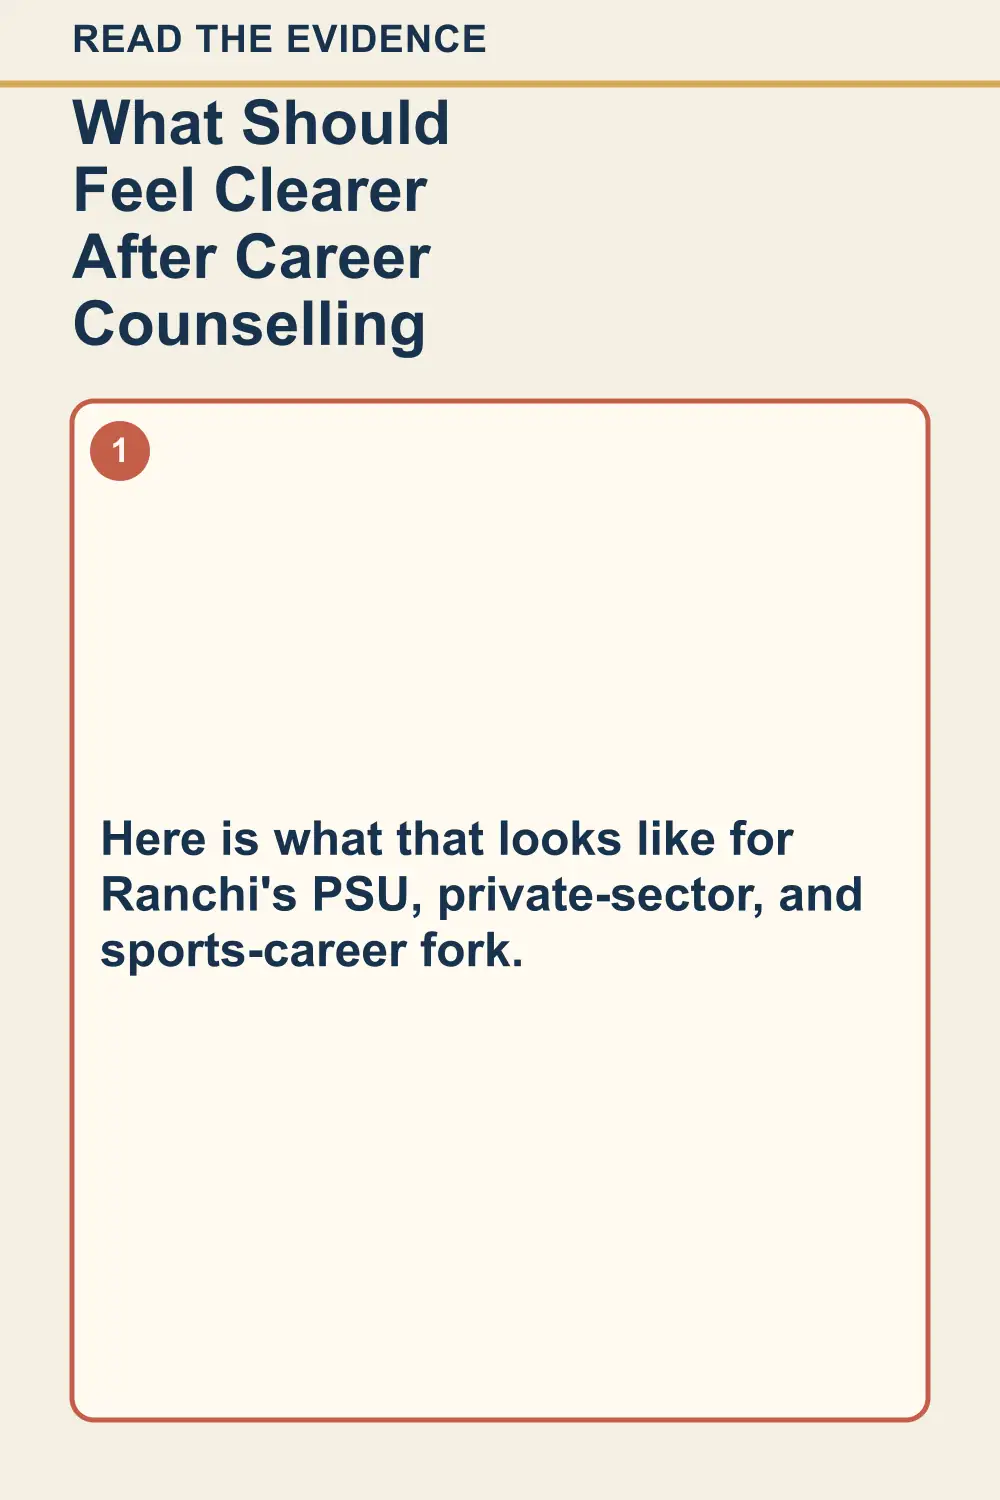 READ THE EVIDENCE
What Should
Feel Clearer
After Career
Counselling
1
Here is what that looks like for
Ranchi's PSU, private-sector, and
sports-career fork.